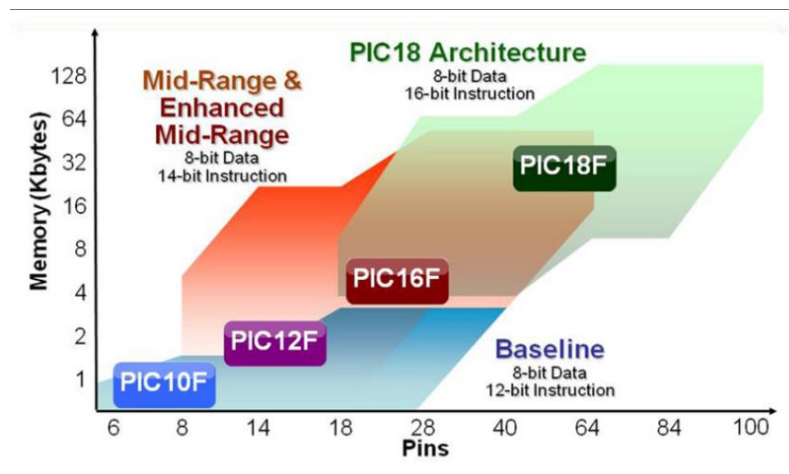 PIC18 Architecture
8-bit Data
16-bit Instruction
Mid-Range &
Enhanced
Mid-Range
8-bit Data
14-bit Instruction
Memory (Kbytes)
128
64
32
16
8
4
2
1
PIC18F
PIC16F
PIC12F
PIC10F
Baseline
8-bit Data
12-bit Instruction
6 8 14 18 28 40 64 84 100
Pins